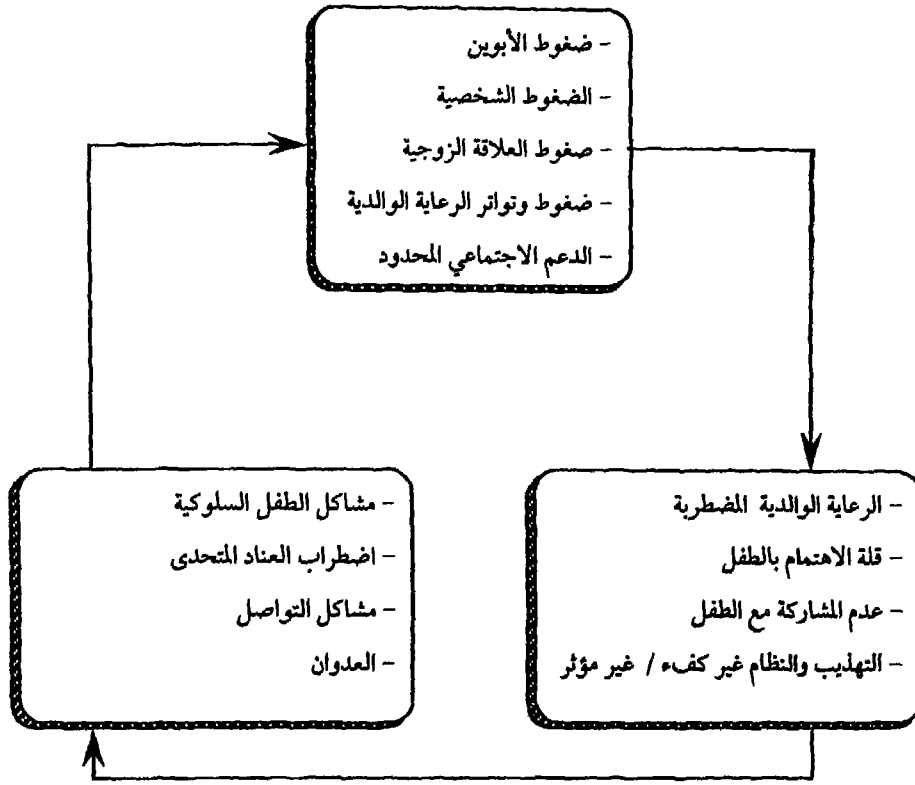 - ضغوط الأبوين
- الضغوط الشخصية
- صغوط العلاقة الزوجية
- ضغوط وتواتر الرعاية الوالدية
- الدعم الاجتماعي المحدود
- الرعاية الوالدية المضطربة
- قلة الاهتمام بالطفل
- عدم المشاركة مع الطفل
- التهذيب والنظام غير كفء / غير مؤثر
- مشاكل الطفل السلوكية
- اضطراب العناد المتحدى
- مشاكل التواصل
- العدوان